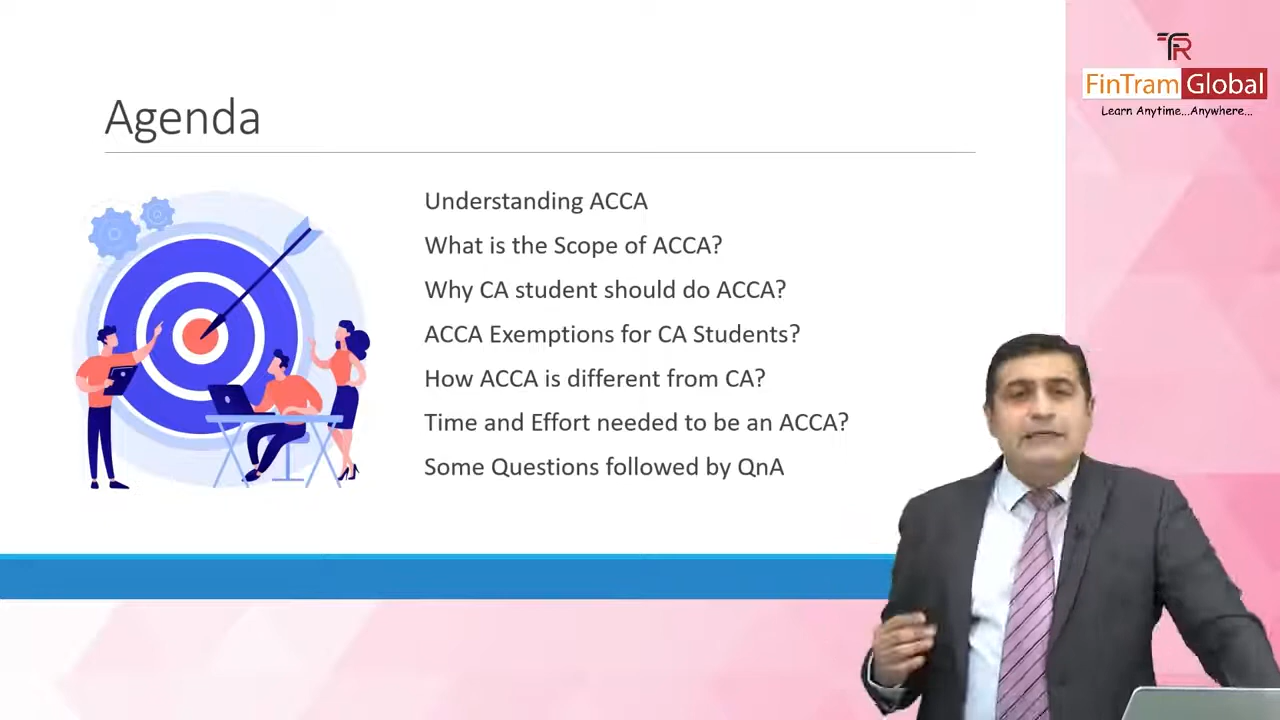 Agenda
Understanding ACCA
What is the Scope of ACCA?
Why CA student should do ACCA?
ACCA Exemptions for CA Students?
How ACCA is different from CA?
Time and Effort needed to be an ACCA?
Some Questions followed by QnA
FinTram Global
Learn Anytime...Anywhere...